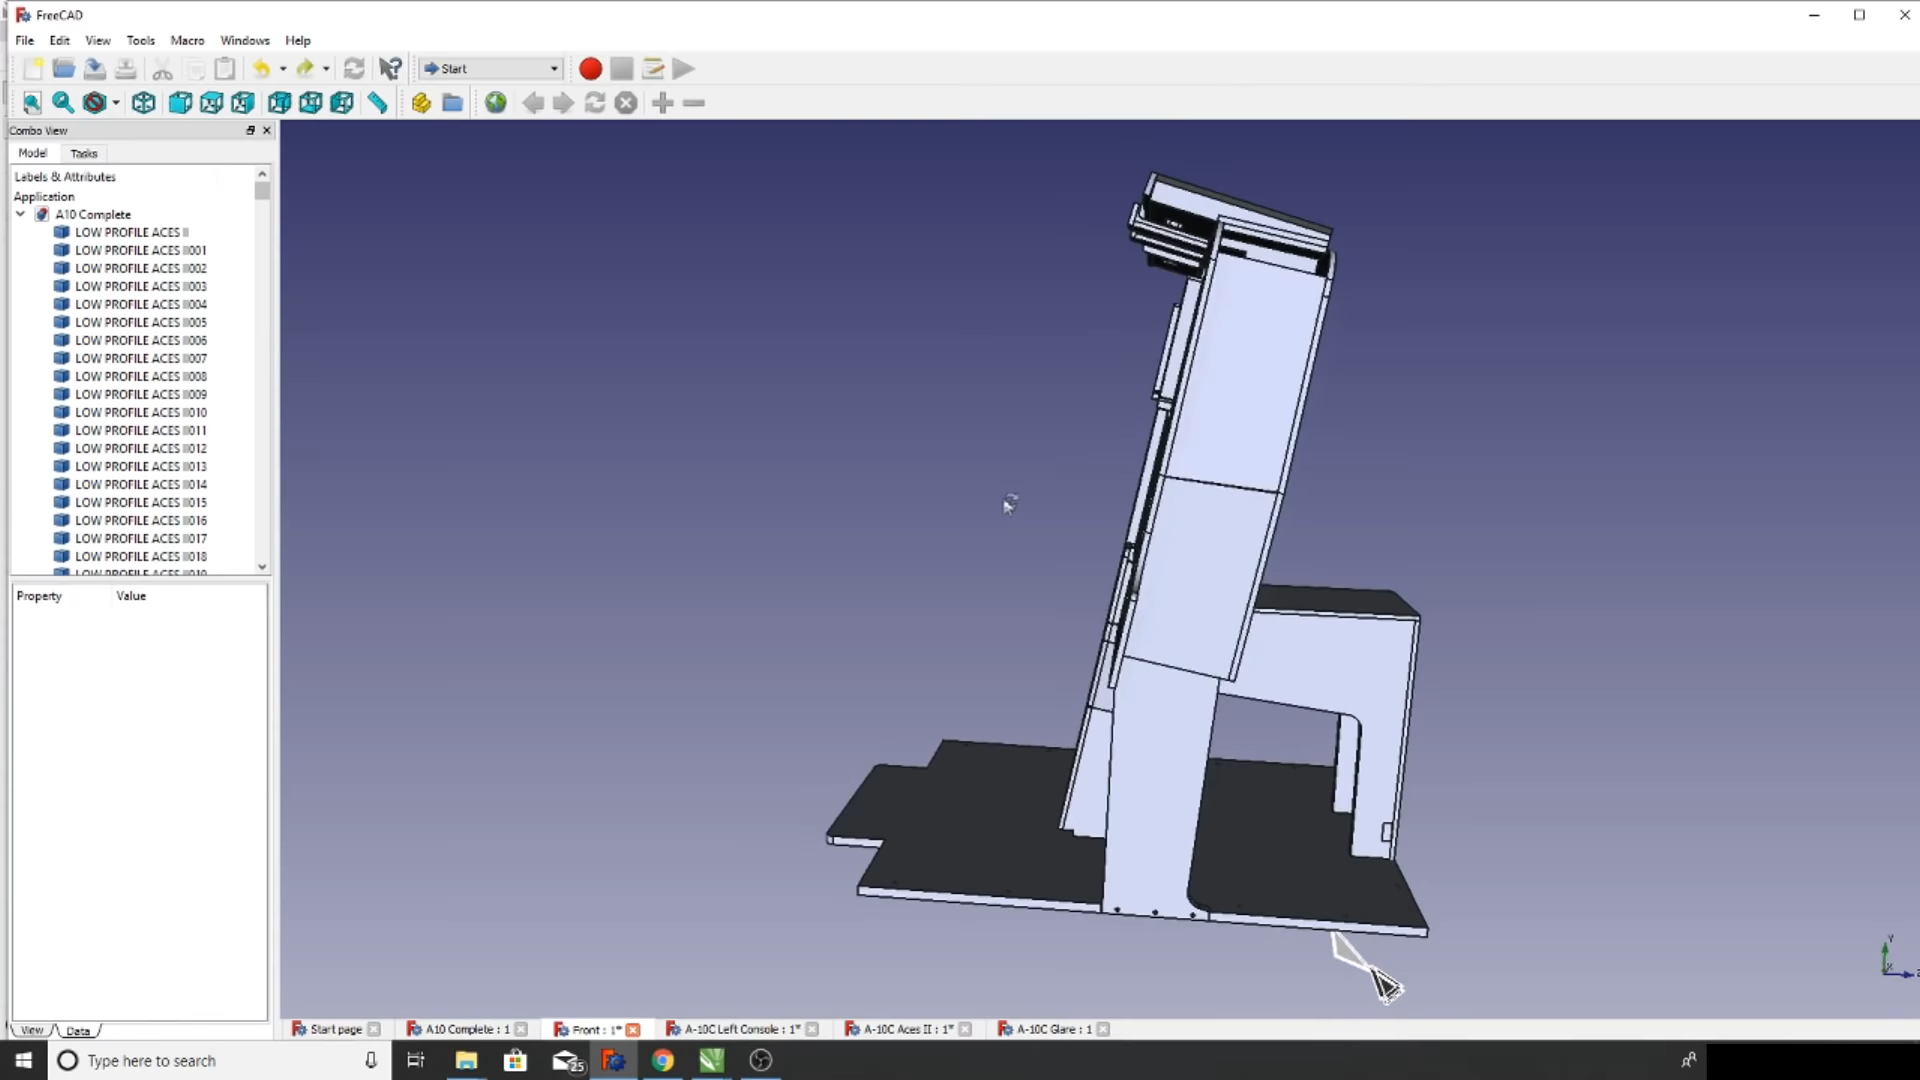 FreeCAD
File Edit View Tools Macro Windows Help
Start
Combo View
Model Tasks
Labels & Attributes
Application
A10 Complete
LOW PROFILE ACES II
LOW PROFILE ACES II001
LOW PROFILE ACES II002
LOW PROFILE ACES II003
LOW PROFILE ACES II004
LOW PROFILE ACES II005
LOW PROFILE ACES II006
LOW PROFILE ACES II007
LOW PROFILE ACES II008
LOW PROFILE ACES II009
LOW PROFILE ACES II010
LOW PROFILE ACES II011
LOW PROFILE ACES II012
LOW PROFILE ACES II013
LOW PROFILE ACES II014
LOW PROFILE ACES II015
LOW PROFILE ACES II016
LOW PROFILE ACES II017
LOW PROFILE ACES II018
LOW PROFILE ACES II019
Property Value
Y
View Data
Start page A10 Complete : 1 Front : 1* A-10C Left Console : 1* A-10C Aces II : 1* A-10C Glare : 1
Type here to search
25